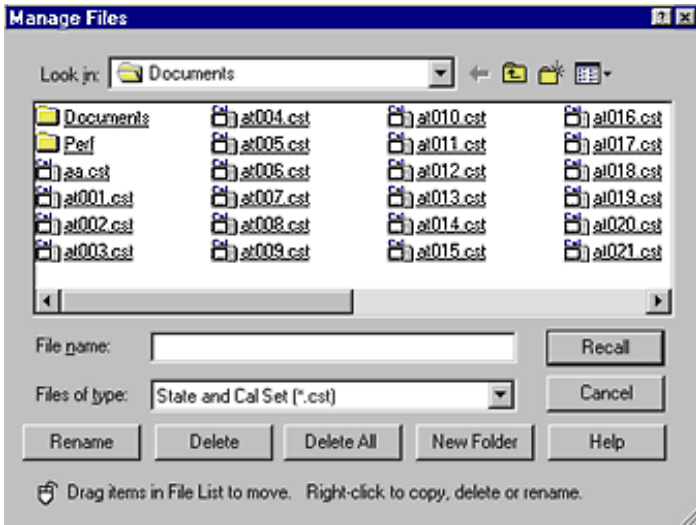 Manage Files
Look in: Documents
Documents at004.cst at010.cst at016.cst
Perf at005.cst at011.cst at017.cst
aa.cst at006.cst at012.cst at018.cst
at001.cst at007.cst at013.cst at019.cst
at002.cst at008.cst at014.cst at020.cst
at003.cst at009.cst at015.cst at021.cst
File name: Recall
Files of type: State and Cal Set (*.cst) Cancel
Rename Delete Delete All New Folder Help
Drag items in File List to move. Right-click to copy, delete or rename.